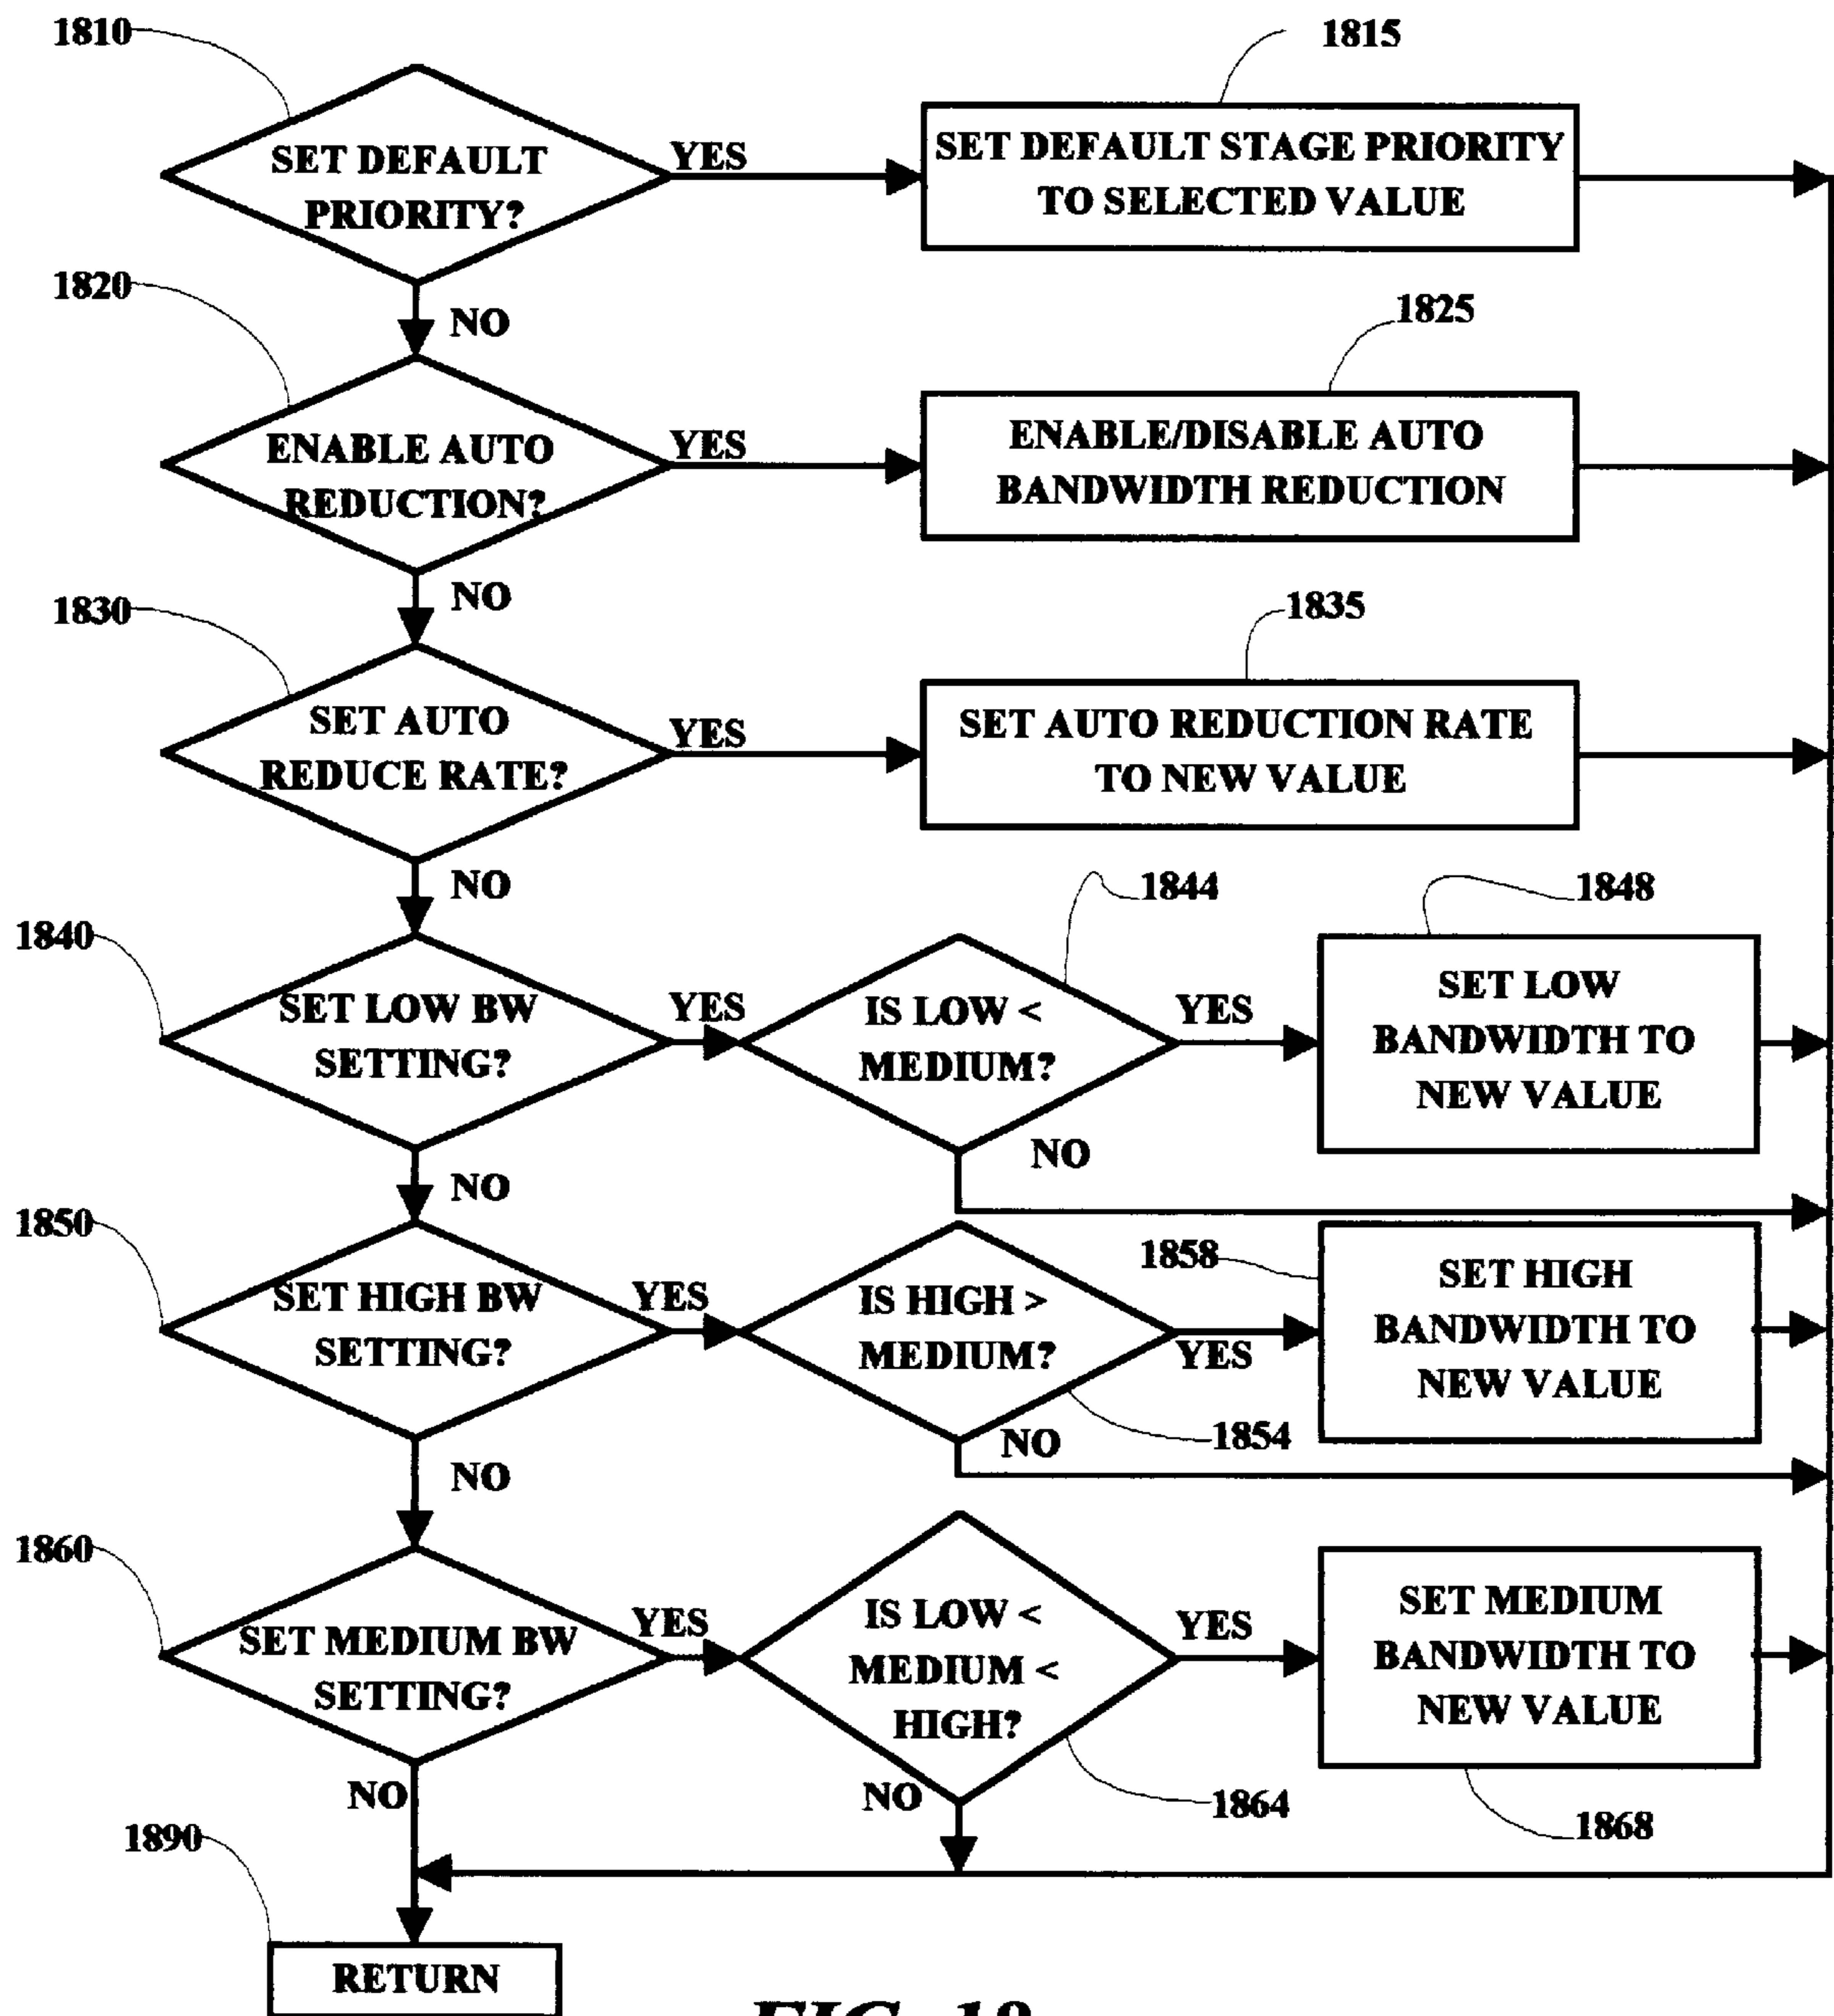 1810
1815
SET DEFAULT
PRIORITY?
YES
SET DEFAULT STAGE PRIORITY
TO SELECTED VALUE
NO
1820
1825
ENABLE AUTO
REDUCTION?
YES
ENABLE/DISABLE AUTO
BANDWIDTH REDUCTION
NO
1830
1835
SET AUTO
REDUCE RATE?
YES
SET AUTO REDUCTION RATE
TO NEW VALUE
NO
1840
1844
1848
SET LOW BW
SETTING?
YES
IS LOW <
MEDIUM?
YES
SET LOW
BANDWIDTH TO
NEW VALUE
NO
NO
1850
1858
SET HIGH BW
SETTING?
YES
IS HIGH >
MEDIUM?
YES
SET HIGH
BANDWIDTH TO
NEW VALUE
1854
NO
NO
1860
SET MEDIUM BW
SETTING?
YES
IS LOW <
MEDIUM <
HIGH?
YES
SET MEDIUM
BANDWIDTH TO
NEW VALUE
NO
NO
1864
1868
1890
RETURN
FIG. 18